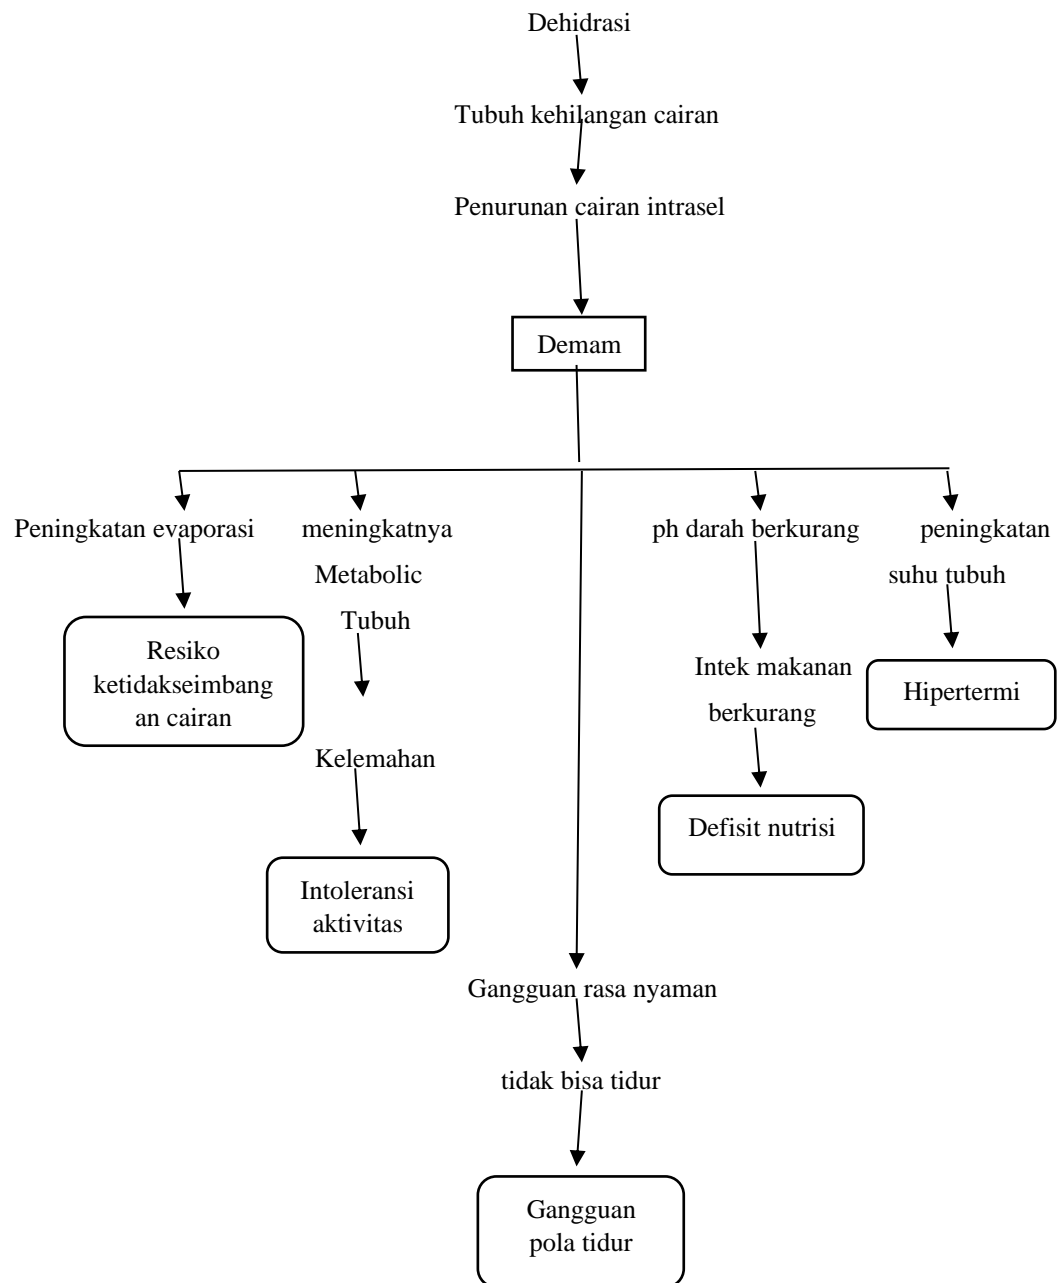 Dehidrasi
Tubuh kehilangan cairan
Penurunan cairan intrasel
Demam
Peningkatan evaporasi
Resiko
ketidakseimbang
an cairan
meningkatnya
Metabolic
Tubuh
Kelemahan
Intoleransi
aktivitas
Gangguan rasa nyaman
tidak bisa tidur
Gangguan
pola tidur
ph darah berkurang
Intek makanan
berkurang
Defisit nutrisi
peningkatan
suhu tubuh
Hipertermi